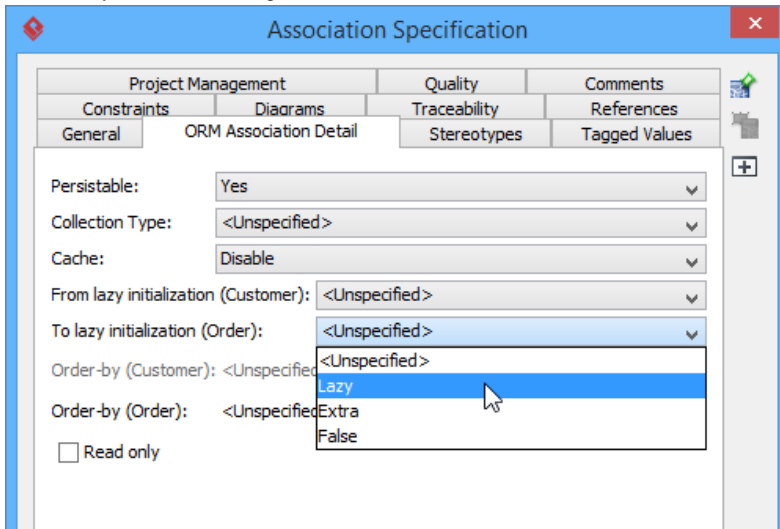 Association Specification
Project Management Quality Comments
Constraints Diagrams Traceability References
General ORM Association Detail Stereotypes Tagged Values
Persistable: Yes
Collection Type: <Unspecified>
Cache: Disable
From lazy initialization (Customer): <Unspecified>
To lazy initialization (Order): <Unspecified>
<Unspecified>
Order-by (Customer): <Unspecified
Lazy
Order-by (Order): <Unspecified
Extra
False
Read only